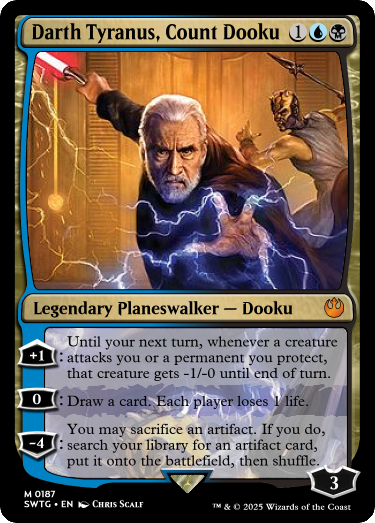 Darth Tyranus, Count Dooku 1
Legendary Planeswalker — Dooku
+1: Until your next turn, whenever a creature
attacks you or a permanent you protect,
that creature gets -1/-0 until end of turn.
0: Draw a card. Each player loses 1 life.
-4: You may sacrifice an artifact. If you do,
search your library for an artifact card,
put it onto the battlefield, then shuffle.
3
M 0187
SWTG • EN Chris Scalf
™ & © 2025 Wizards of the Coast